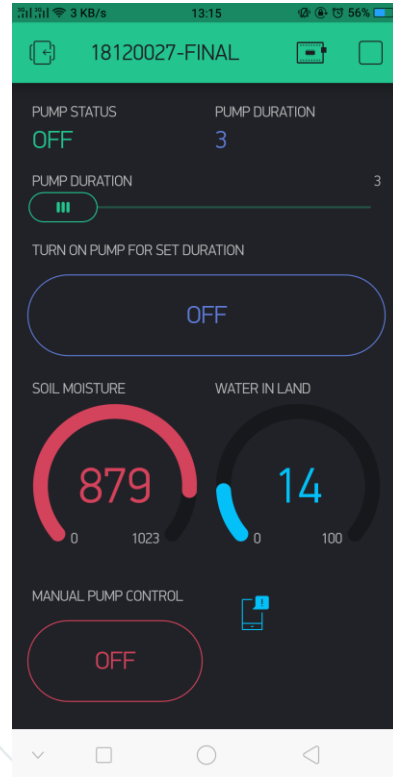 3 KB/s 13:15 56%
18120027-FINAL
PUMP STATUS PUMP DURATION
OFF 3
PUMP DURATION 3
TURN ON PUMP FOR SET DURATION
OFF
SOIL MOISTURE WATER IN LAND
879 14
0 1023 0 100
MANUAL PUMP CONTROL
OFF